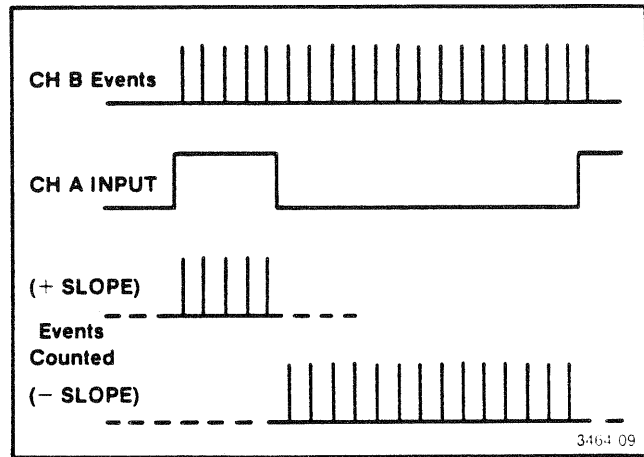 CH B Events
CH A INPUT
(+ SLOPE)
Events
Counted
(− SLOPE)
3464-09